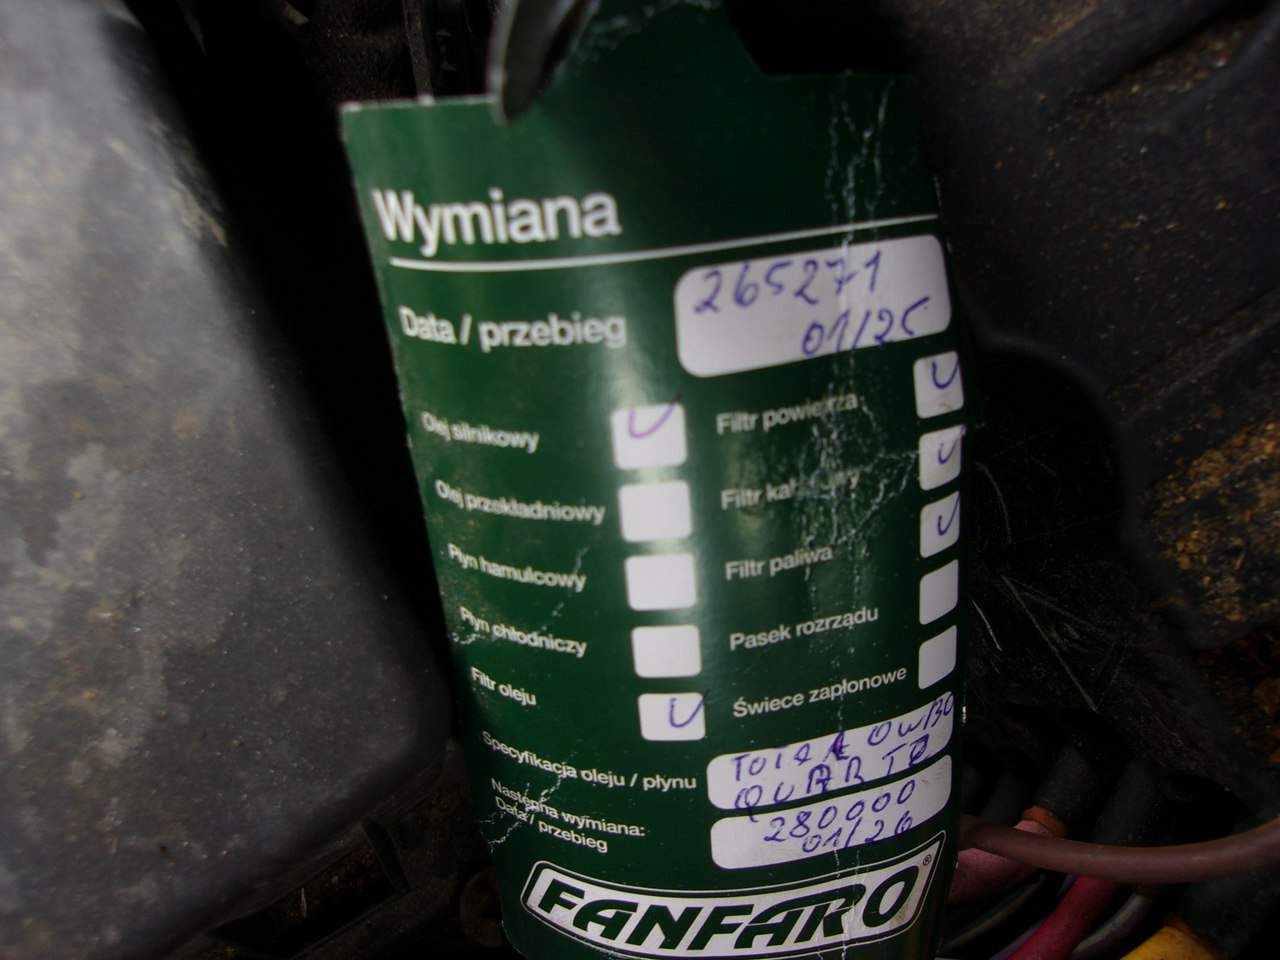 Wymiana
Data / przebieg
265271
01/25
Olej silnikowy
Olej przekładniowy
Płyn hamulcowy
Płyn chłodniczy
Filtr oleju
Filtr powietrza
Filtr kabinowy
Filtr paliwa
Pasek rozrządu
Świece zapłonowe
Specyfikacja oleju / płynu
TOTAL
Następna wymiana:
Data / przebieg
280000
01/26
FANFARO®